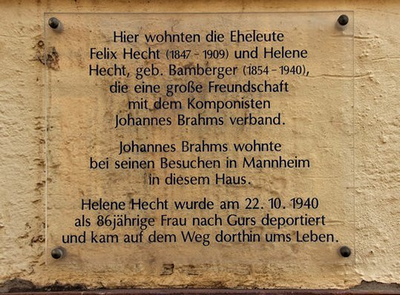 Hier wohnten die Eheleute
Felix Hecht (1847 - 1909) und Helene
Hecht, geb. Bamberger (1854 - 1940),
die eine große Freundschaft
mit dem Komponisten
Johannes Brahms verband.
Johannes Brahms wohnte
bei seinen Besuchen in Mannheim
in diesem Haus.
Helene Hecht wurde am 22. 10. 1940
als 86jährige Frau nach Gurs deportiert
und kam auf dem Weg dorthin ums Leben.